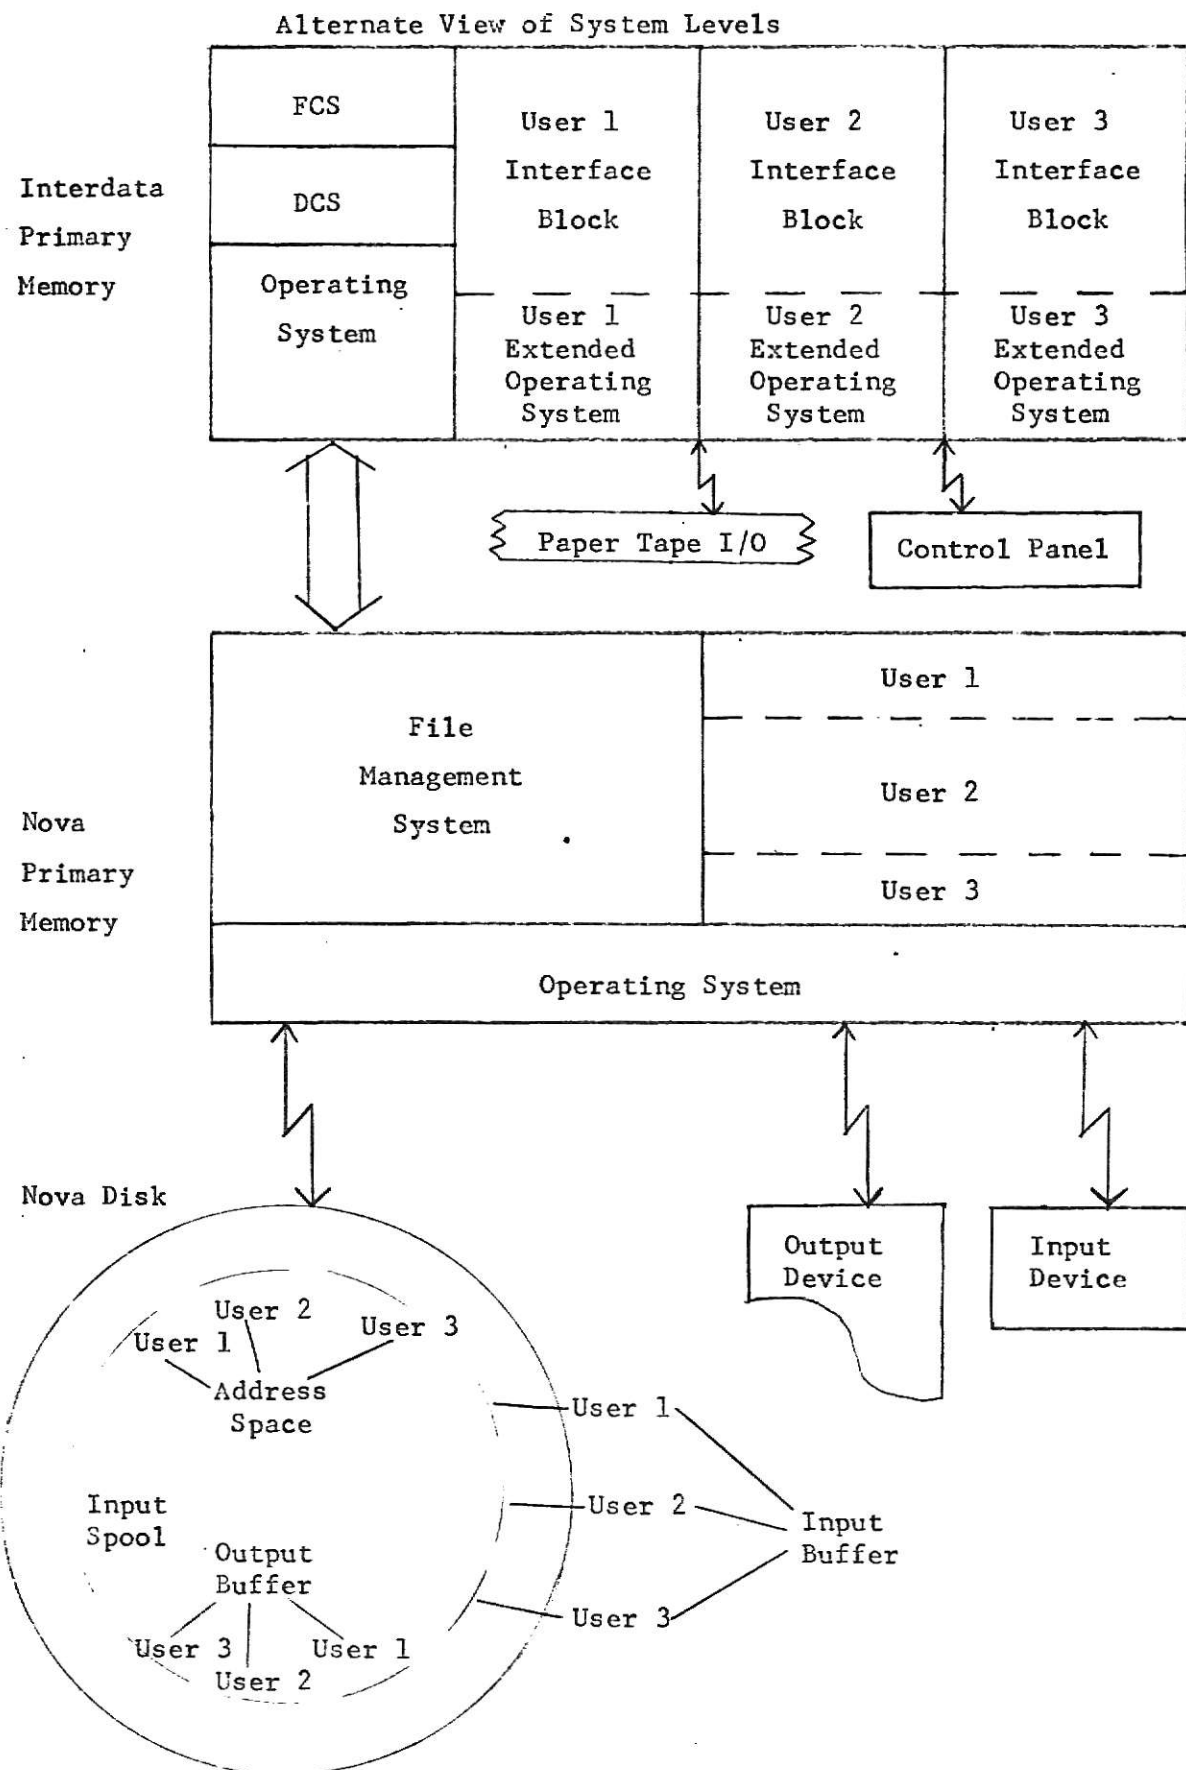 Alternate View of System Levels
Interdata
Primary
Memory
FCS
DCS
Operating
System
User 1
Interface
Block
User 2
Interface
Block
User 3
Interface
Block
User 1
Extended
Operating
System
User 2
Extended
Operating
System
User 3
Extended
Operating
System
Paper Tape I/O
Control Panel
Nova
Primary
Memory
File
Management
System
User 1
User 2
User 3
Operating System
Nova Disk
Output
Device
Input
Device
User 2
User 1
User 3
Address
Space
Input
Spool
Output
Buffer
User 3
User 1
User 2
User 1
User 2
User 3
Input
Buffer